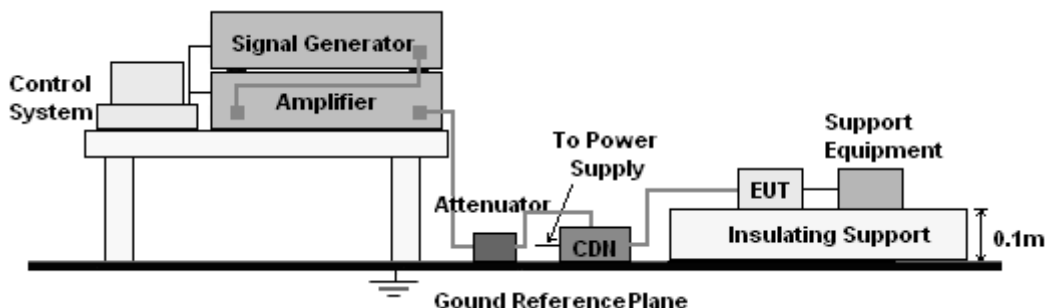 Signal Generator
Control
System
Amplifier
To Power
Supply
Support
Equipment
Attenuator
EUT
CDN
Insulating Support
0.1m
Gound Reference Plane